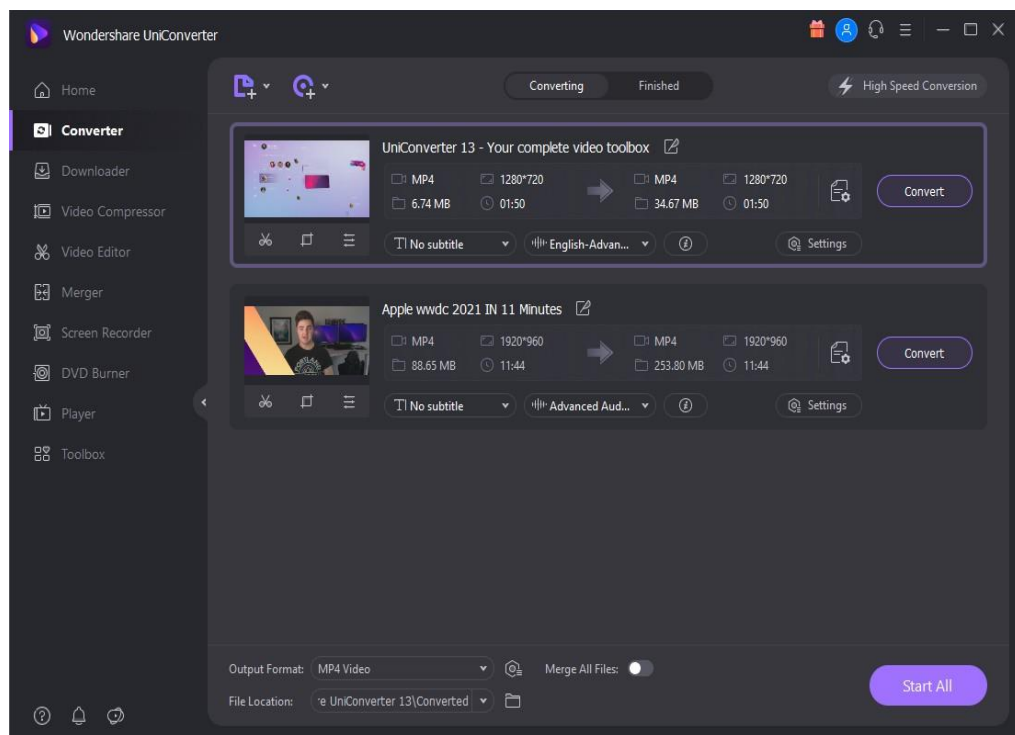 Wondershare UniConverter
Home
Converter
Downloader
Video Compressor
Video Editor
Merger
Screen Recorder
DVD Burner
Player
Toolbox
Converting Finished
High Speed Conversion
UniConverter 13 - Your complete video toolbox
MP4 1280*720 MP4 1280*720
6.74 MB 01:50 34.67 MB 01:50
Convert
No subtitle English-Advan... Settings
Apple wwdc 2021 IN 11 Minutes
MP4 1920*960 MP4 1920*960
88.65 MB 11:44 253.80 MB 11:44
Convert
No subtitle Advanced Aud... Settings
Output Format: MP4 Video Merge All Files:
File Location: re UniConverter 13\Converted
Start All